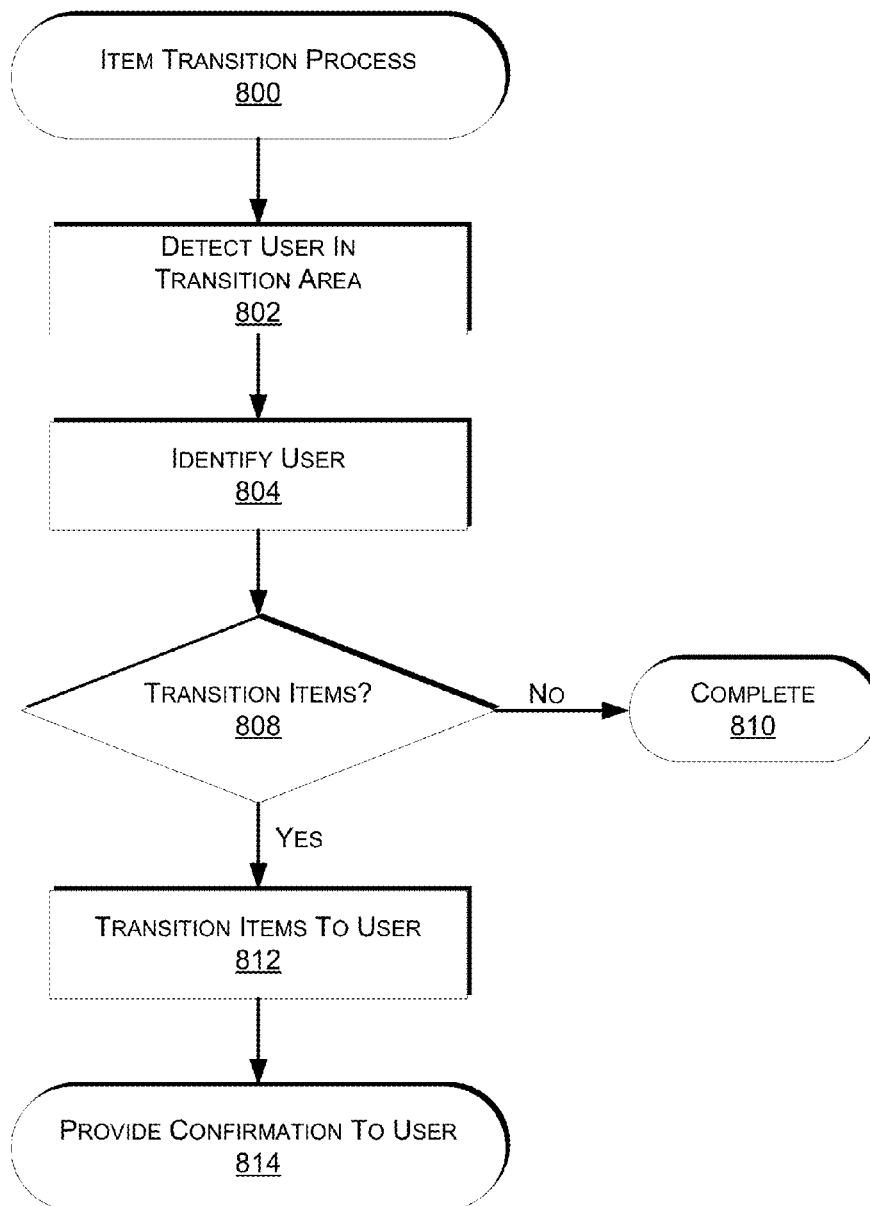 ITEM TRANSITION PROCESS
800
DETECT USER IN
TRANSITION AREA
802
IDENTIFY USER
804
TRANSITION ITEMS?
808
NO
COMPLETE
810
YES
TRANSITION ITEMS TO USER
812
PROVIDE CONFIRMATION TO USER
814